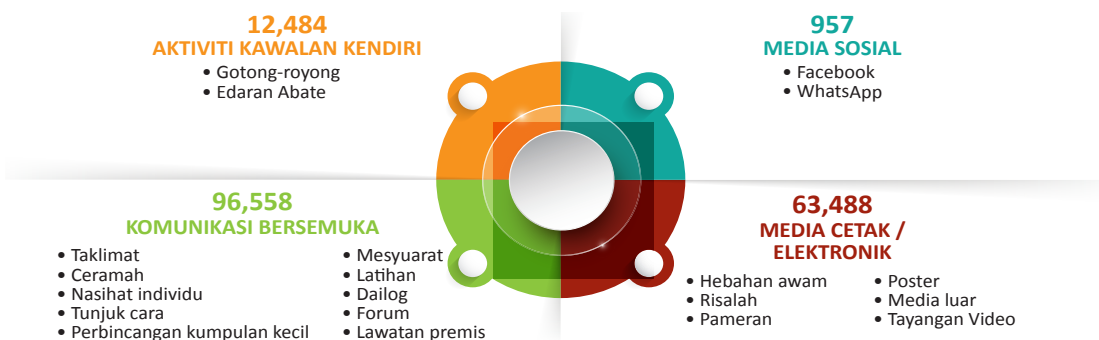 12,484
AKTIVITI KAWALAN KENDIRI
• Gotong-royong
• Edaran Abate
957
MEDIA SOSIAL
• Facebook
• WhatsApp
96,558
KOMUNIKASI BERSEMUKA
• Taklimat
• Ceramah
• Nasihat individu
• Tunjuk cara
• Perbincangan kumpulan kecil
• Mesyuarat
• Latihan
• Dailog
• Forum
• Lawatan premis
63,488
MEDIA CETAK /
ELEKTRONIK
• Hebahan awam
• Risalah
• Pameran
• Poster
• Media luar
• Tayangan Video